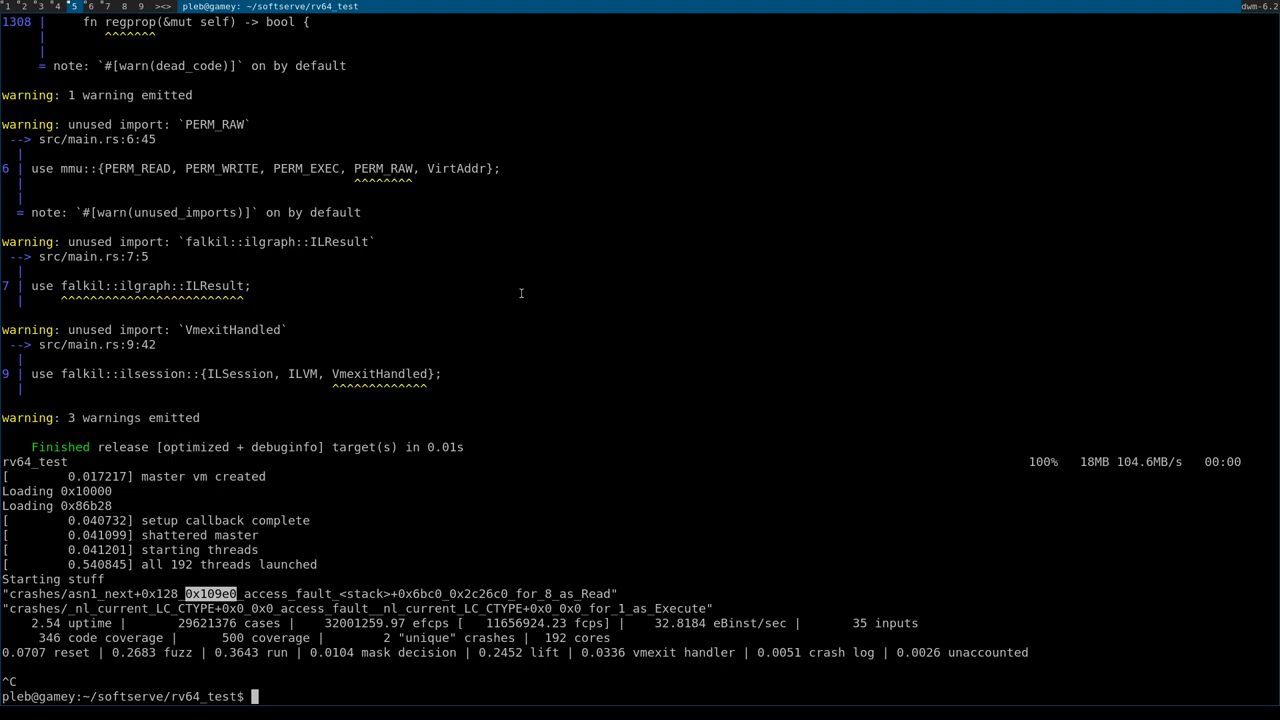 1 2 3 4 5 6 7 8 9 ><> pleb@gamey: ~/softserve/rv64_test dwm-6.2
1308 | fn regprop(&mut self) -> bool {
| ^^^^^^^
|
= note: `#[warn(dead_code)]` on by default
warning: 1 warning emitted
warning: unused import: `PERM_RAW`
--> src/main.rs:6:45
|
6 | use mmu::{PERM_READ, PERM_WRITE, PERM_EXEC, PERM_RAW, VirtAddr};
| ^^^^^^^^
|
= note: `#[warn(unused_imports)]` on by default
warning: unused import: `falkil::ilgraph::ILResult`
--> src/main.rs:7:5
|
7 | use falkil::ilgraph::ILResult;
| ^^^^^^^^^^^^^^^^^^^^^^^^^
warning: unused import: `VmexitHandled`
--> src/main.rs:9:42
|
9 | use falkil::ilsession::{ILSession, ILVM, VmexitHandled};
| ^^^^^^^^^^^^^
warning: 3 warnings emitted
Finished release [optimized + debuginfo] target(s) in 0.01s
rv64_test 100% 18MB 104.6MB/s 00:00
[ 0.017217] master vm created
Loading 0x10000
Loading 0x86b28
[ 0.040732] setup callback complete
[ 0.041099] shattered master
[ 0.041201] starting threads
[ 0.540845] all 192 threads launched
Starting stuff
"crashes/asn1_next+0x128_0x109e0_access_fault_<stack>+0x6bc0_0x2c26c0_for_8_as_Read"
"crashes/_nl_current_LC_CTYPE+0x0_0x0_access_fault__nl_current_LC_CTYPE+0x0_0x0_for_1_as_Execute"
2.54 uptime | 29621376 cases | 32001259.97 efcps [ 11656924.23 fcps] | 32.8184 eBinst/sec | 35 inputs
346 code coverage | 500 coverage | 2 "unique" crashes | 192 cores
0.0707 reset | 0.2683 fuzz | 0.3643 run | 0.0104 mask decision | 0.2452 lift | 0.0336 vmexit handler | 0.0051 crash log | 0.0026 unaccounted
^C
pleb@gamey:~/softserve/rv64_test$